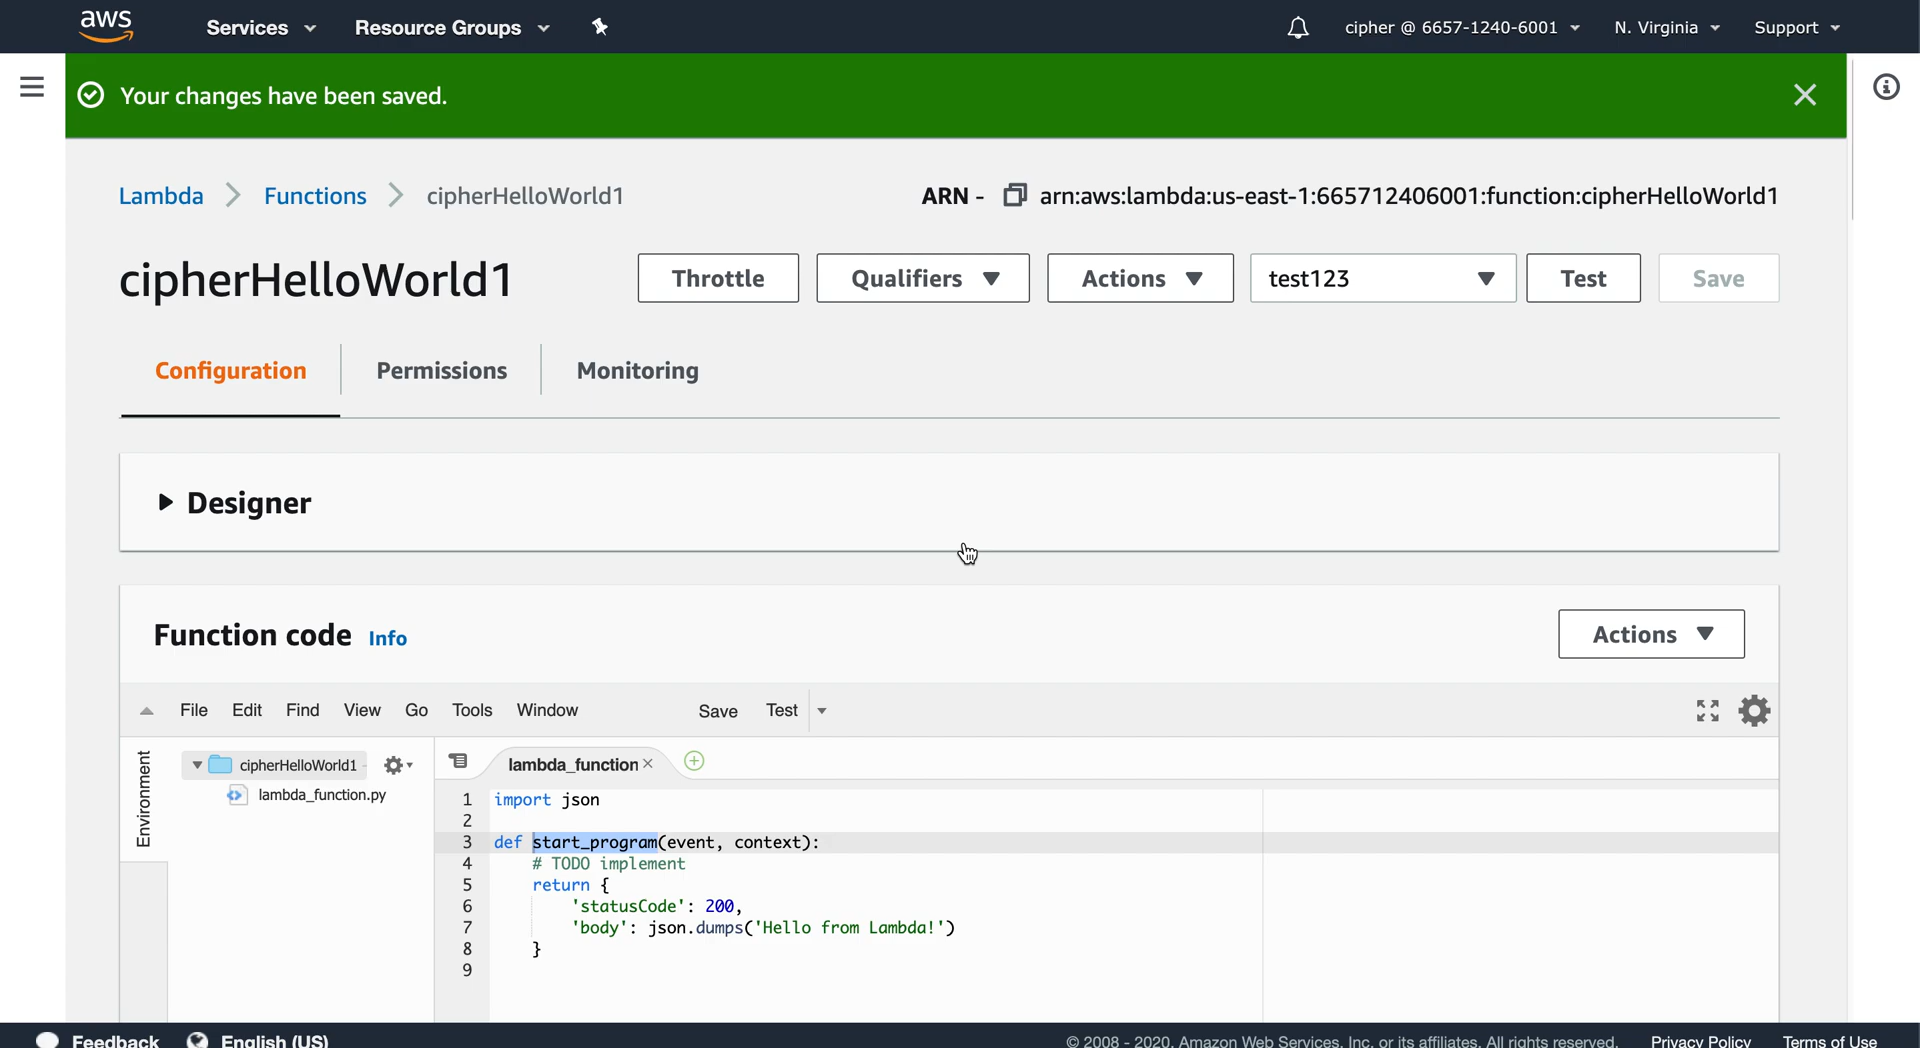 aws Services Resource Groups cipher @ 6657-1240-6001 N. Virginia Support
Your changes have been saved.
Lambda Functions cipherHelloWorld1 ARN - arn:aws:lambda:us-east-1:665712406001:function:cipherHelloWorld1
cipherHelloWorld1 Throttle Qualifiers Actions test123 Test Save
Configuration Permissions Monitoring
Designer
Function code Info Actions
File Edit Find View Go Tools Window Save Test
Environment
cipherHelloWorld1 -
lambda_function.py
lambda_function
1 import json
2
3 def start_program(event, context):
4 # TODO implement
5 return {
6 'statusCode': 200,
7 'body': json.dumps('Hello from Lambda!')
8 }
9
Feedback English (US) © 2008 - 2020, Amazon Web Services, Inc. or its affiliates. All rights reserved. Privacy Policy Terms of Use